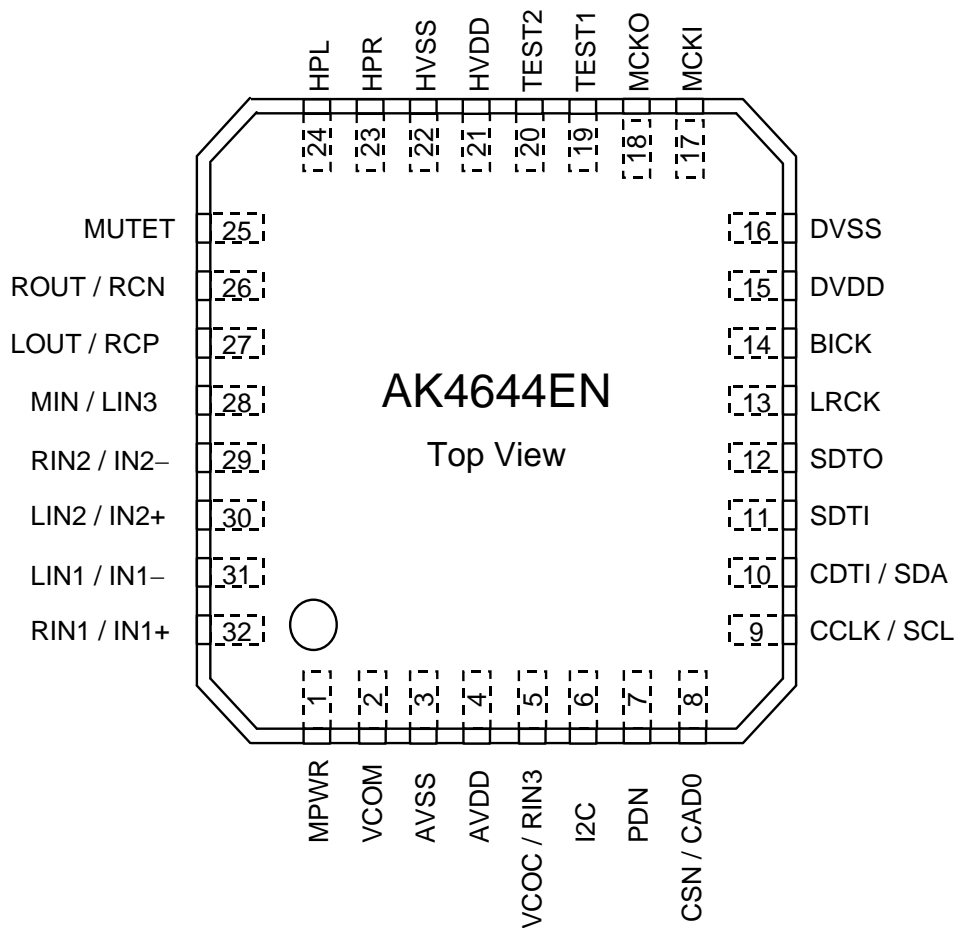 HPL
HPR
HVSS
HVDD
TEST2
TEST1
MCKO
MCKI
24
23
22
21
20
19
18
17
MUTET 25
ROUT / RCN 26
LOUT / RCP 27
MIN / LIN3 28
RIN2 / IN2− 29
LIN2 / IN2+ 30
LIN1 / IN1− 31
RIN1 / IN1+ 32
AK4644EN
Top View
16 DVSS
15 DVDD
14 BICK
13 LRCK
12 SDTO
11 SDTI
10 CDTI / SDA
9 CCLK / SCL
1
2
3
4
5
6
7
8
MPWR
VCOM
AVSS
AVDD
VCOC / RIN3
I2C
PDN
CSN / CAD0